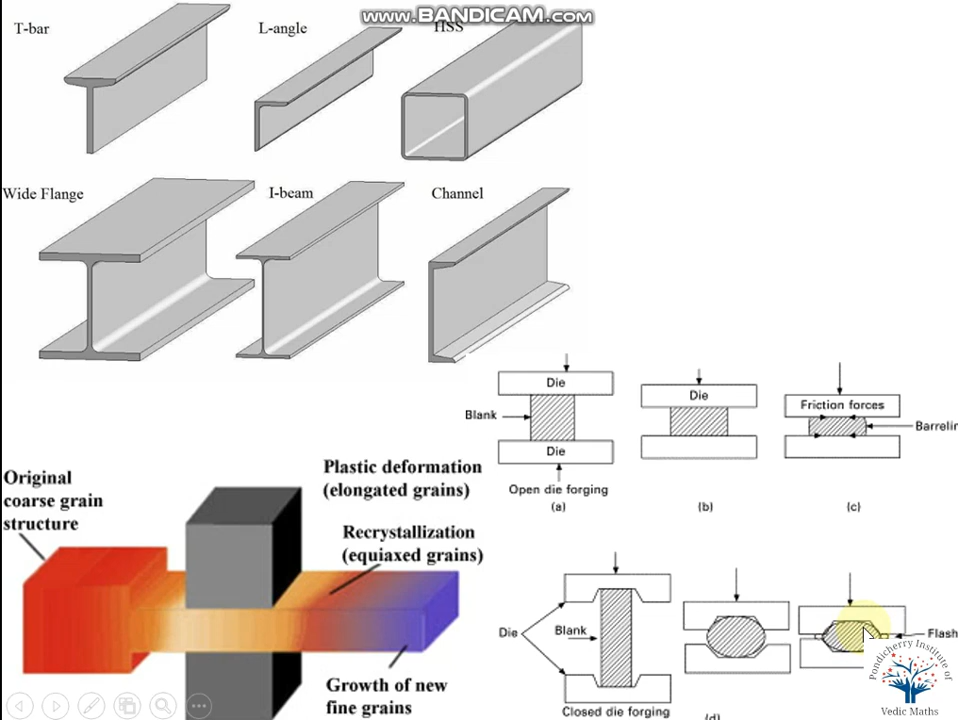 WWW.BANDICAM.COM
T-bar
L-angle
HSS
Wide Flange
I-beam
Channel
Die
Blank
Die
Open die forging
(a)
Die
(b)
Friction forces
Barrelin
(c)
Original
coarse grain
structure
Plastic deformation
(elongated grains)
Recrystallization
(equiaxed grains)
Growth of new
fine grains
Die
Blank
Closed die forging
(d)
Flash
Pondicherry Institute of
Vedic Maths